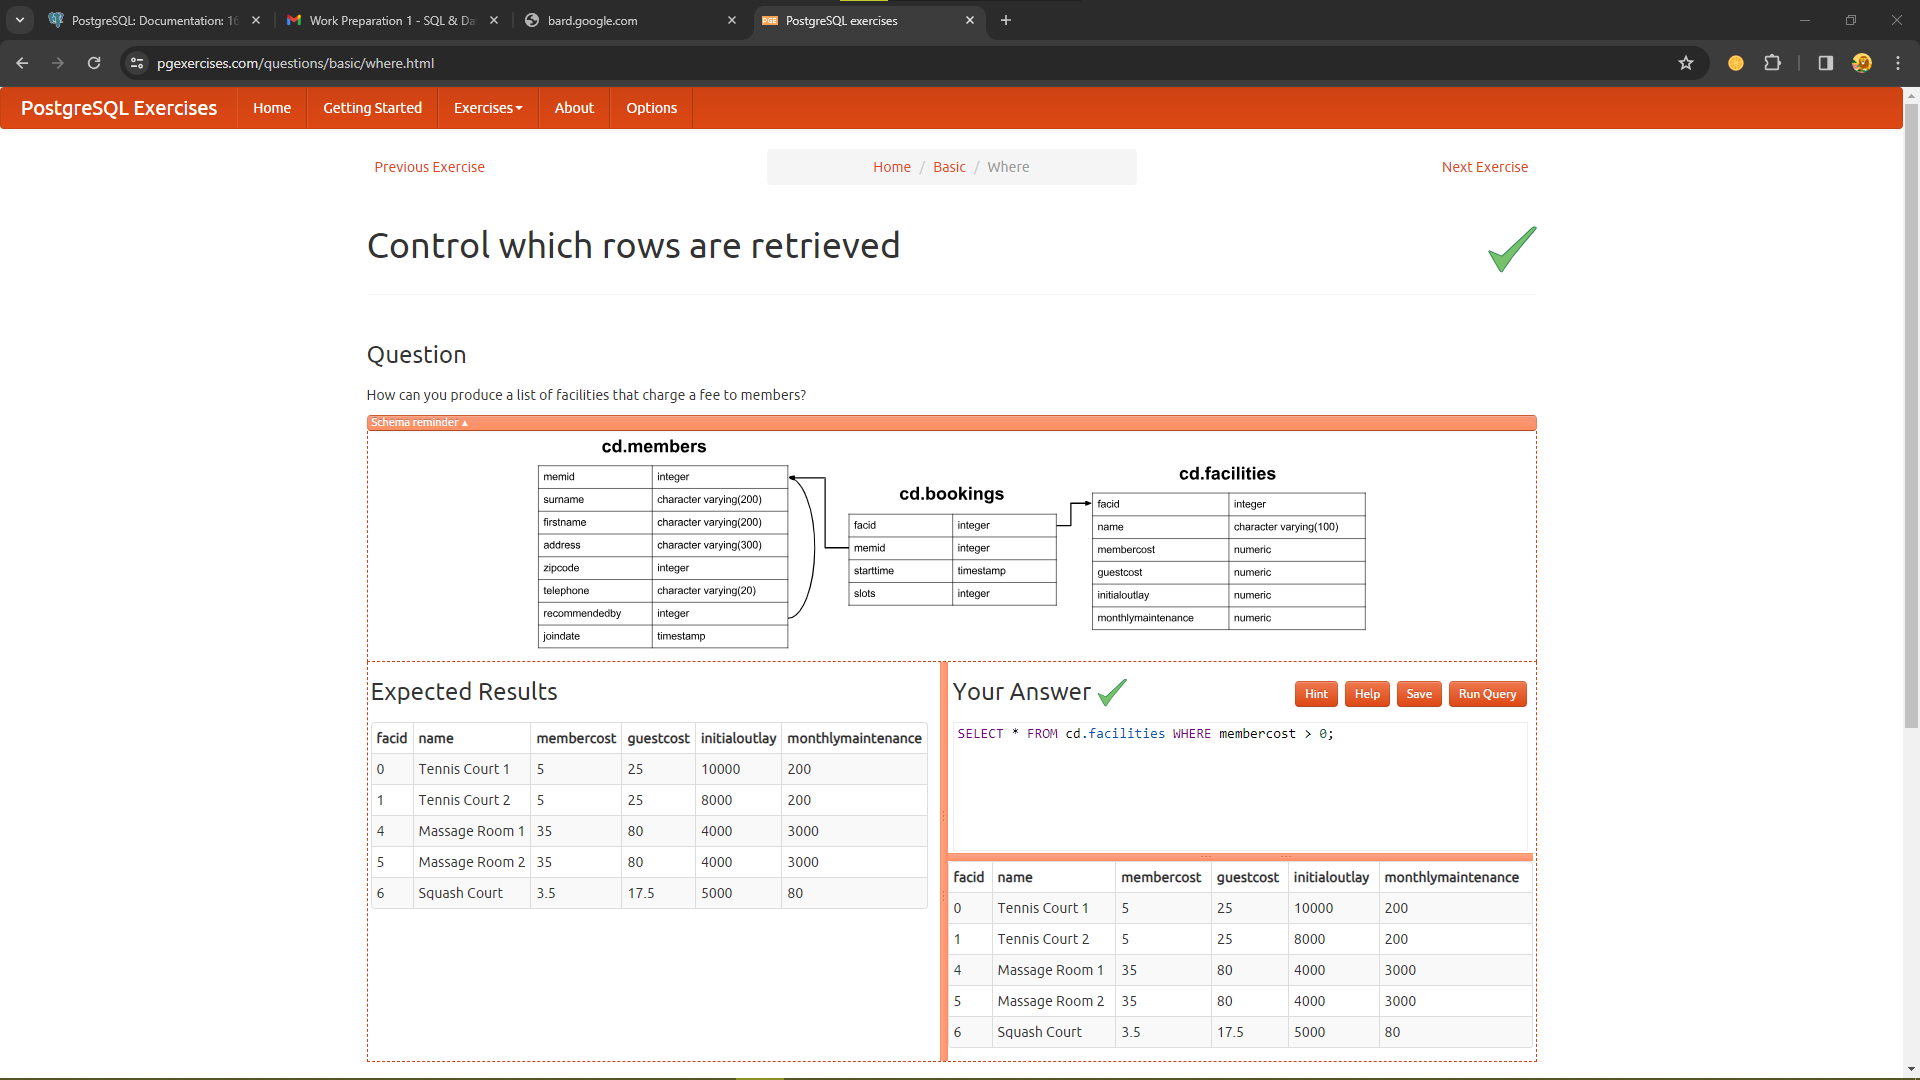 PostgreSQL: Documentation: 16
Work Preparation 1 - SQL & Da
bard.google.com
PostgreSQL exercises
pgexercises.com/questions/basic/where.html
PostgreSQL Exercises Home Getting Started Exercises About Options
Previous Exercise
Home / Basic / Where
Next Exercise
Control which rows are retrieved
Question
How can you produce a list of facilities that charge a fee to members?
Schema reminder ▲
cd.members
memid integer
surname character varying(200)
firstname character varying(200)
address character varying(300)
zipcode integer
telephone character varying(20)
recommendedby integer
joindate timestamp
cd.bookings
facid integer
memid integer
starttime timestamp
slots integer
cd.facilities
facid integer
name character varying(100)
membercost numeric
guestcost numeric
initialoutlay numeric
monthlymaintenance numeric
Expected Results
facid name membercost guestcost initialoutlay monthlymaintenance
0 Tennis Court 1 5 25 10000 200
1 Tennis Court 2 5 25 8000 200
4 Massage Room 1 35 80 4000 3000
5 Massage Room 2 35 80 4000 3000
6 Squash Court 3.5 17.5 5000 80
Your Answer
Hint Help Save Run Query
SELECT * FROM cd.facilities WHERE membercost > 0;
facid name membercost guestcost initialoutlay monthlymaintenance
0 Tennis Court 1 5 25 10000 200
1 Tennis Court 2 5 25 8000 200
4 Massage Room 1 35 80 4000 3000
5 Massage Room 2 35 80 4000 3000
6 Squash Court 3.5 17.5 5000 80